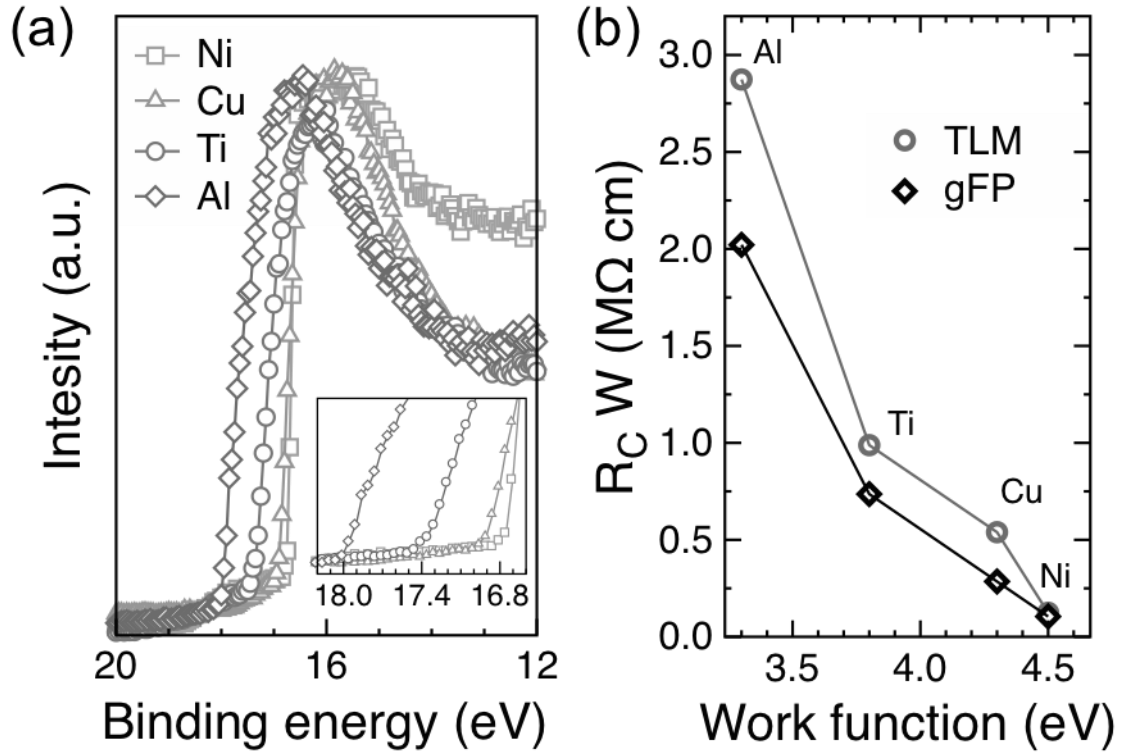 (a)
Ni
Cu
Ti
Al
Intesity (a.u.)
18.0 17.4 16.8
20 16 12
Binding energy (eV)
(b)
3.0
2.5
2.0
1.5
1.0
0.5
0.0
R_C W (MΩ cm)
Al
TLM
gFP
Ti
Cu
Ni
3.5 4.0 4.5
Work function (eV)